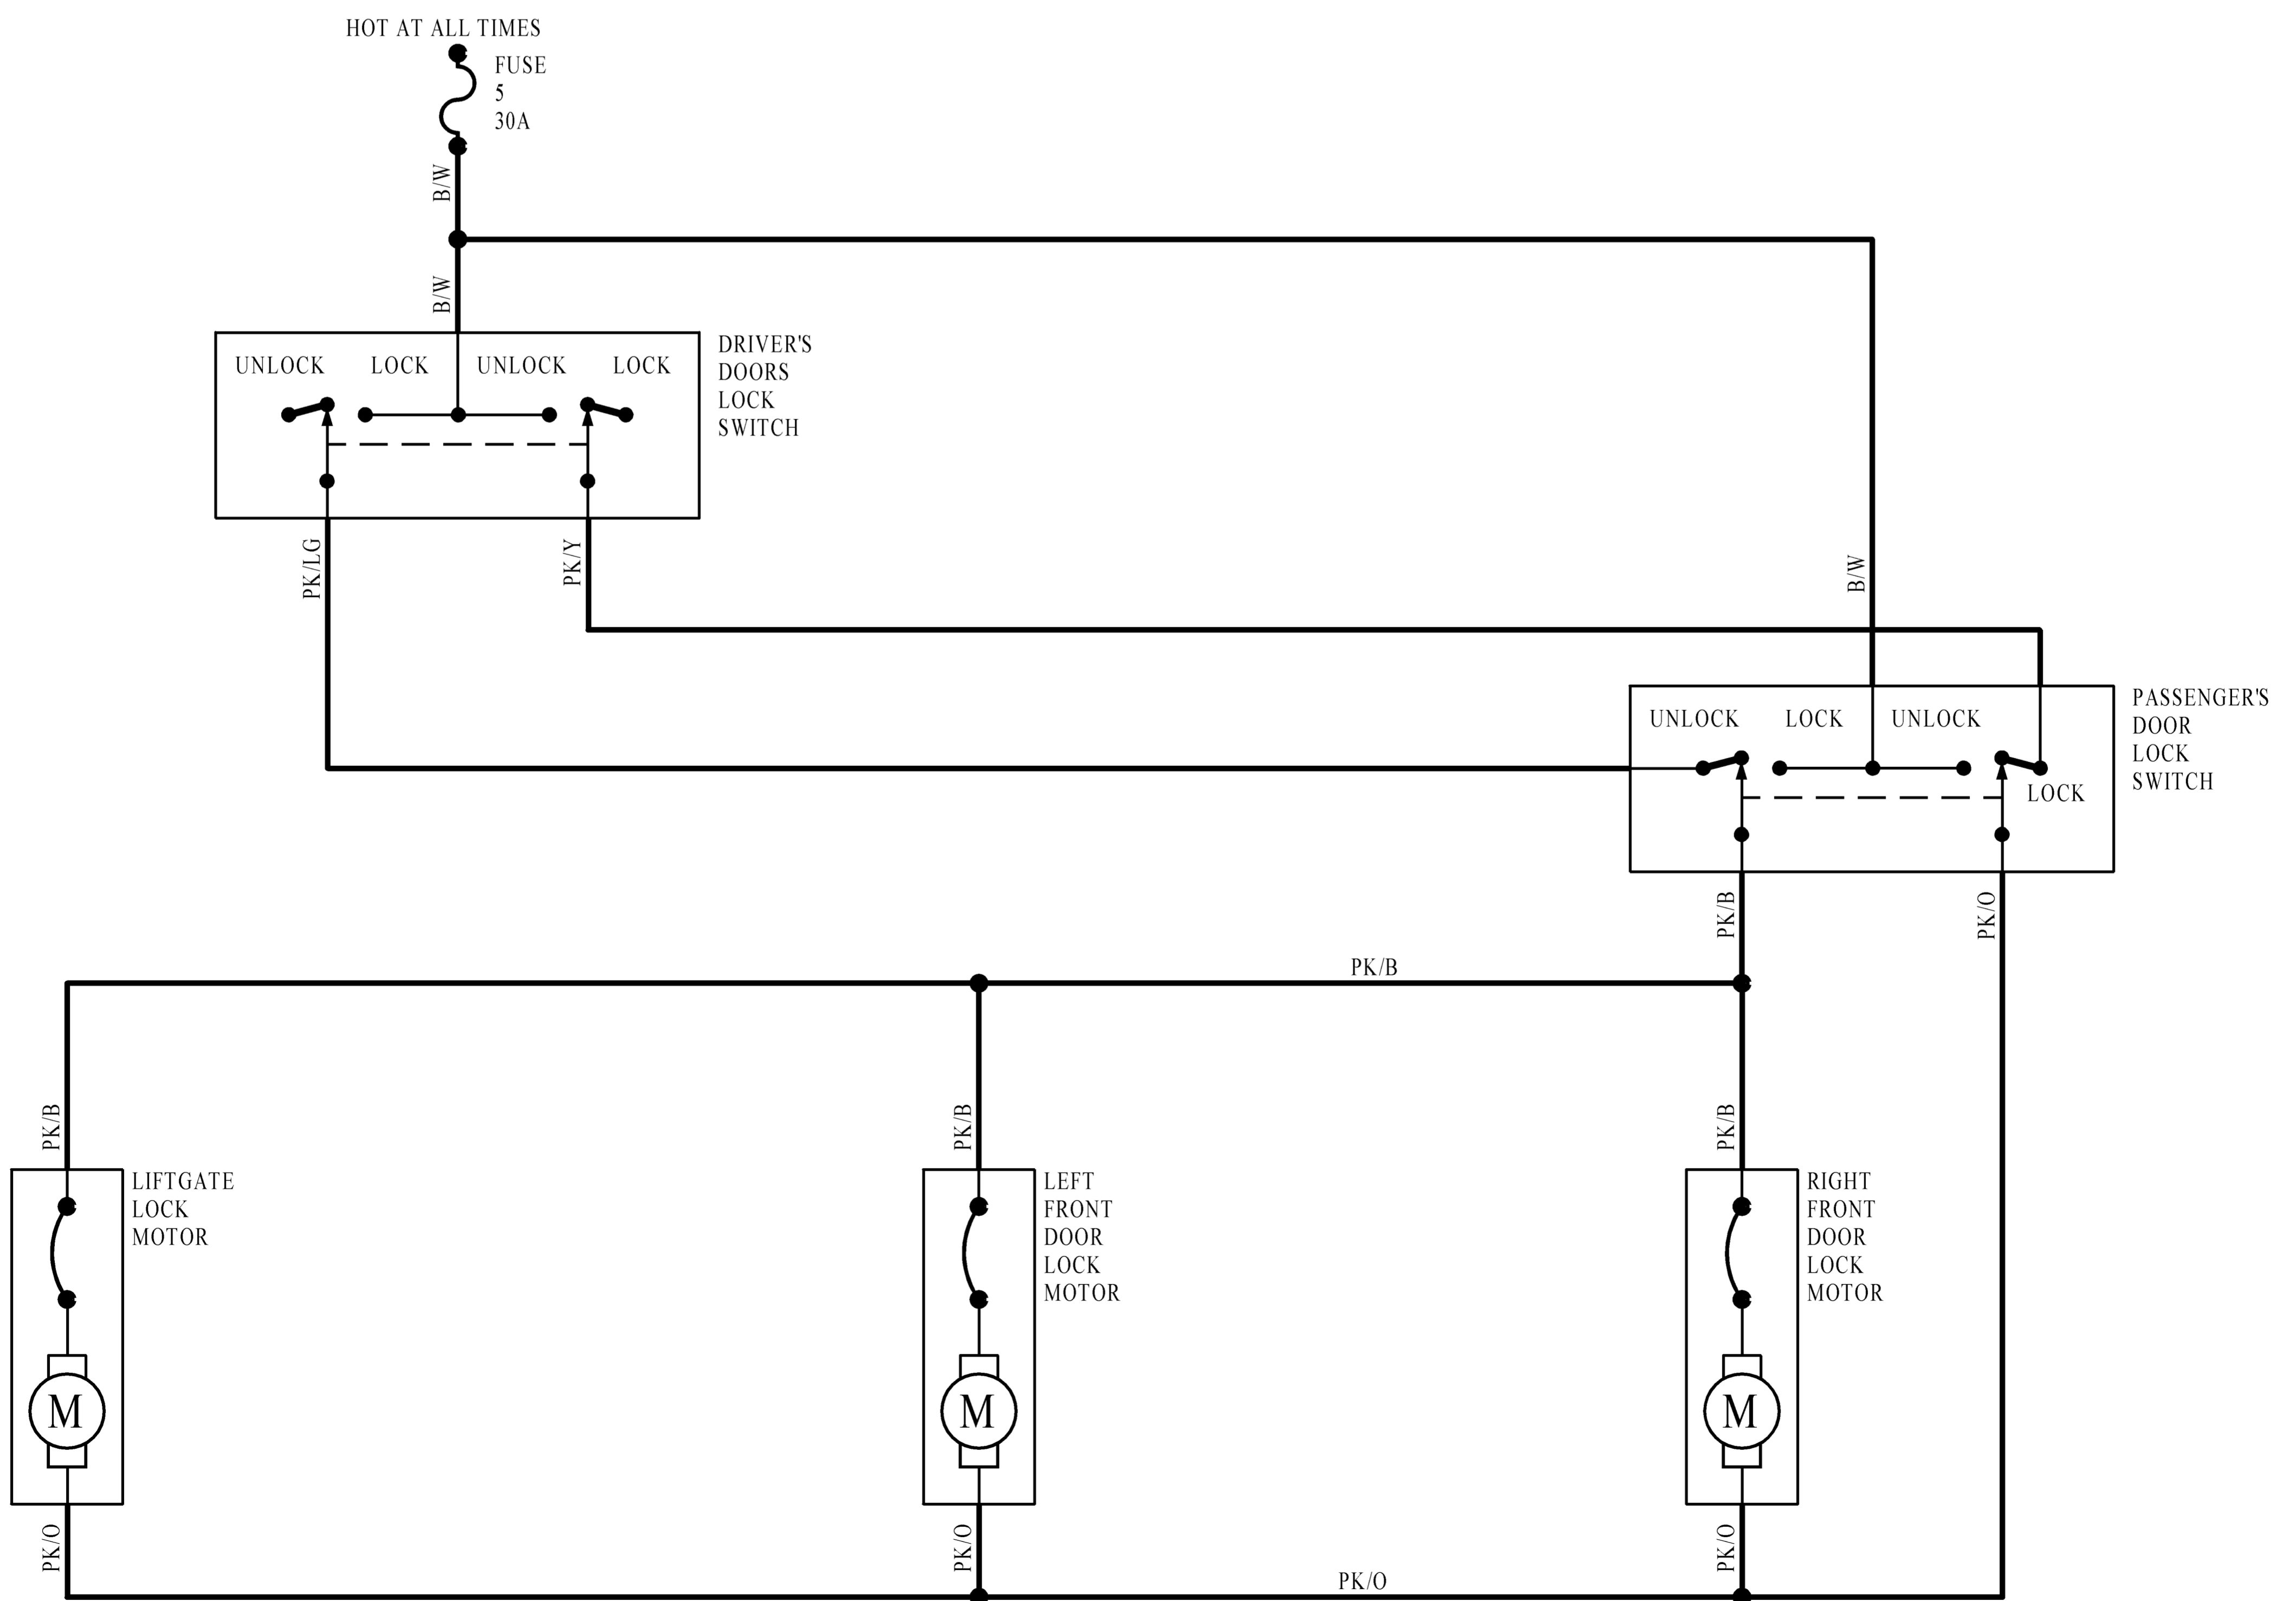 HOT AT ALL TIMES
FUSE
5
30A
B/W
B/W
UNLOCK LOCK UNLOCK LOCK
DRIVER'S
DOORS
LOCK
SWITCH
PK/LG
PK/Y
B/W
UNLOCK LOCK UNLOCK
LOCK
PASSENGER'S
DOOR
LOCK
SWITCH
PK/B
PK/O
PK/B
PK/B
PK/B
PK/B
LIFTGATE
LOCK
MOTOR
M
LEFT
FRONT
DOOR
LOCK
MOTOR
M
RIGHT
FRONT
DOOR
LOCK
MOTOR
M
PK/O
PK/O
PK/O
PK/O